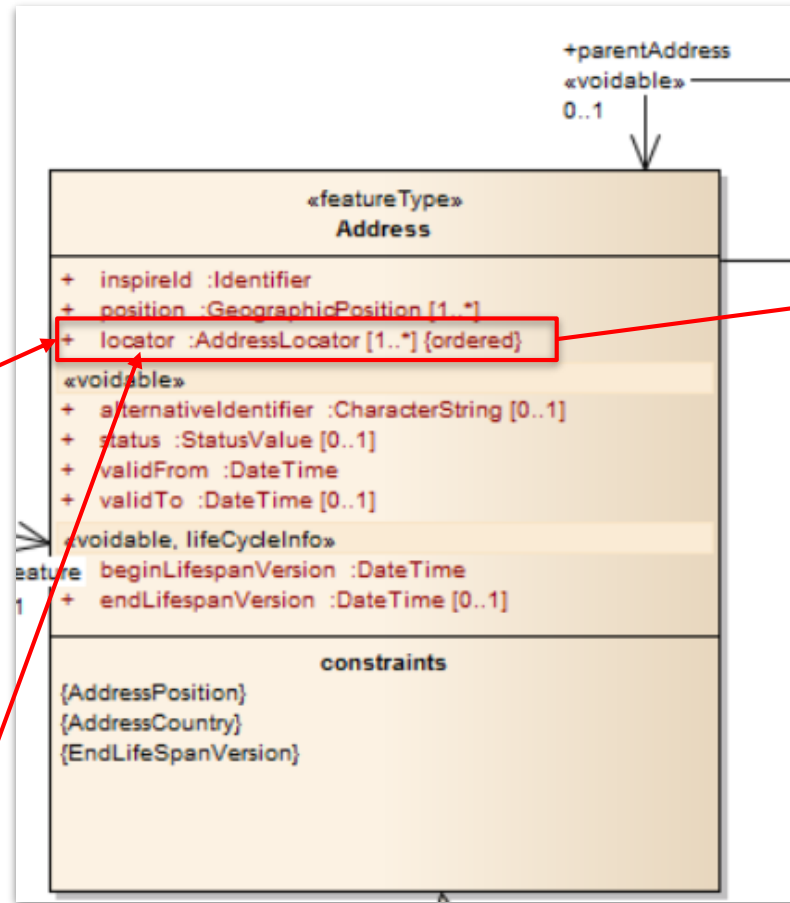 +parentAddress
«voidable»
0..1
«featureType»
Address
+ inspireId :Identifier
+ position :GeographicPosition [1..*]
+ locator :AddressLocator [1..*] {ordered}
«voidable»
+ alternativeIdentifier :CharacterString [0..1]
+ status :StatusValue [0..1]
+ validFrom :DateTime
+ validTo :DateTime [0..1]
«voidable, lifeCycleInfo»
eature beginLifespanVersion :DateTime
1 + endLifespanVersion :DateTime [0..1]
constraints
{AddressPosition}
{AddressCountry}
{EndLifeSpanVersion}